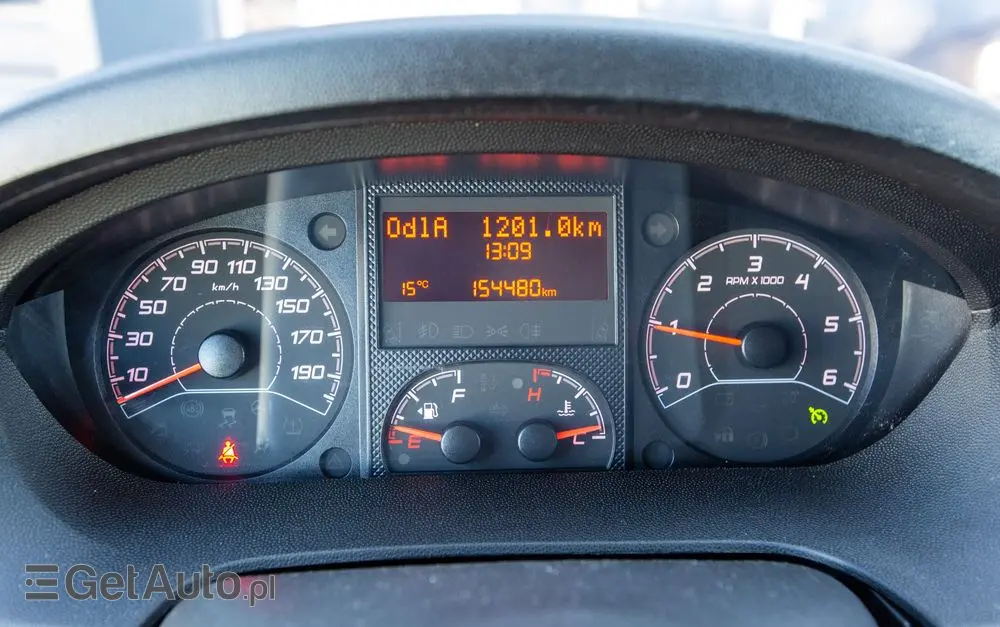 OdlA 1201.0km
13:09
15°C 154480km
10 30 50 70 90 110 130 150 170 190
km/h
E F
H L
0 1 2 3 4 5 6
RPM X 1000
GetAuto.pl